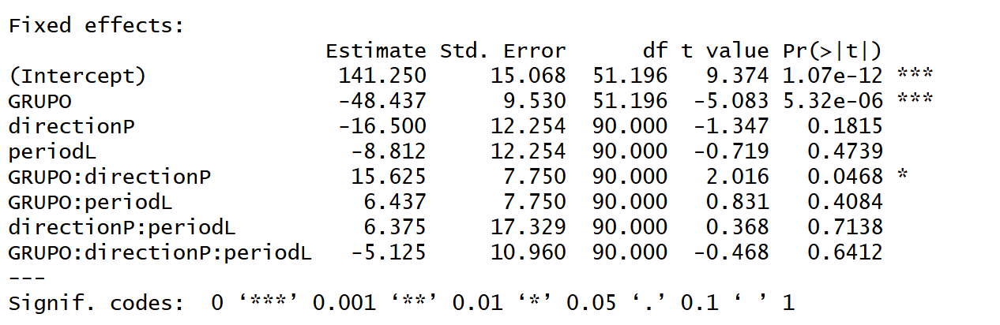 Fixed effects:
Estimate Std. Error df t value Pr(>|t|)
(Intercept) 141.250 15.068 51.196 9.374 1.07e-12 ***
GRUPO -48.437 9.530 51.196 -5.083 5.32e-06 ***
directionP -16.500 12.254 90.000 -1.347 0.1815
periodL -8.812 12.254 90.000 -0.719 0.4739
GRUPO:directionP 15.625 7.750 90.000 2.016 0.0468 *
GRUPO:periodL 6.437 7.750 90.000 0.831 0.4084
directionP:periodL 6.375 17.329 90.000 0.368 0.7138
GRUPO:directionP:periodL -5.125 10.960 90.000 -0.468 0.6412
---
Signif. codes: 0 ‘***’ 0.001 ‘**’ 0.01 ‘*’ 0.05 ‘.’ 0.1 ‘ ’ 1